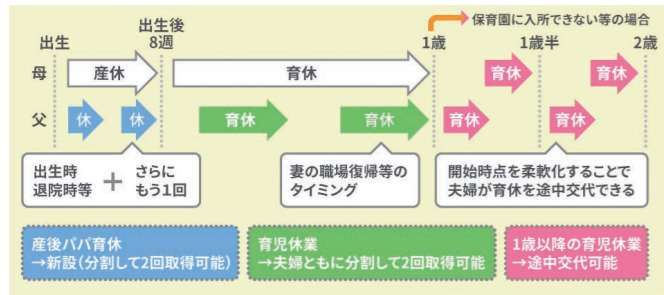 保育園に入所できない等の場合
出生
出生後
8週
1歳
1歳半
2歳
母
産休
育休
育休
育休
父
休
休
育休
育休
育休
育休
出生時
退院時等
+
さらに
もう1回
妻の職場復帰等の
タイミング
開始時点を柔軟化することで
夫婦が育休を途中交代できる
産後パパ育休
→新設(分割して2回取得可能)
育児休業
→夫婦ともに分割して2回取得可能
1歳以降の育児休業
→途中交代可能